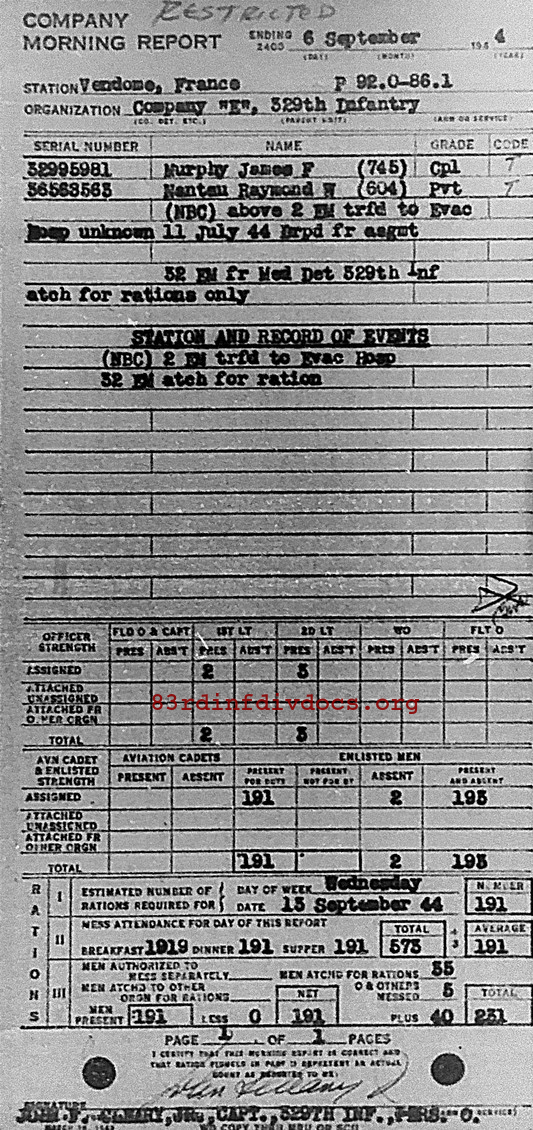 RESTRICTED
COMPANY
MORNING REPORT ENDING 2400 6 September 194 4
(DAY) (MONTH) (YEAR)
STATION Vendome, France P 92.0-86.1
ORGANIZATION Company "E", 329th Infantry
(CO. DET. ETC.) (PARENT UNIT) (ARM OR SERVICE)
SERIAL NUMBER NAME GRADE CODE
32995981 Murphy James F (745) Cpl 7
36563563 Nantau Raymond W (604) Pvt 7
(NBC) above 2 EM trfd to Evac
Hosp unknown 11 July 44 Drpd fr asgmt
32 EM fr Med Det 329th Inf
atch for rations only
STATION AND RECORD OF EVENTS
(NBC) 2 EM trfd to Evac Hosp
32 EM atch for ration
OFFICER STRENGTH FLD O & CAPT 1ST LT 2D LT WO FLT O
PRES ABS'T PRES ABS'T PRES ABS'T PRES ABS'T PRES ABS'T
ASSIGNED 2 3
ATTACHED UNASSIGNED
ATTACHED FR OTHER ORGN
83rdinfdivdocs.org
TOTAL 2 3
AVN CADET & ENLISTED STRENGTH AVIATION CADETS ENLISTED MEN
PRESENT ABSENT PRESENT FOR DUTY PRESENT NOT FOR DY ABSENT PRESENT AND ABSENT
ASSIGNED 191 2 193
ATTACHED UNASSIGNED
ATTACHED FR OTHER ORGN
TOTAL 191 2 193
RATIONS
I ESTIMATED NUMBER OF RATIONS REQUIRED FOR DAY OF WEEK Wednesday NUMBER
DATE 13 September 44 191
II MESS ATTENDANCE FOR DAY OF THIS REPORT TOTAL ÷ 3 AVERAGE
BREAKFAST 1919 DINNER 191 SUPPER 191 573 191
III MEN AUTHORIZED TO MESS SEPARATELY MEN ATCHD FOR RATIONS 35
MEN ATCHD TO OTHER ORGN FOR RATIONS NET O & OTHERS MESSED 5 TOTAL
MEN PRESENT 191 LESS 0 191 PLUS 40 231
PAGE 1 OF 1 PAGES
I CERTIFY THAT THIS MORNING REPORT IS CORRECT AND
THAT RATION FIGURES IN PART II REPRESENT AN ACTUAL
COUNT AS REPORTED TO ME:
SIGNATURE
JOHN F. CLEARY, JR., CAPT., 329TH INF., PERS. O.